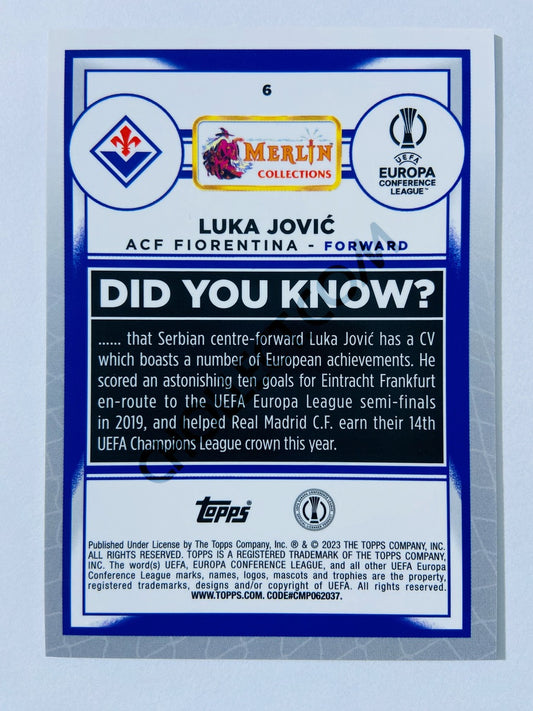 6
MERLIN
COLLECTIONS
UEFA
EUROPA
CONFERENCE
LEAGUE™
LUKA JOVIĆ
ACF FIORENTINA - FORWARD
DID YOU KNOW?
...... that Serbian centre-forward Luka Jović has a CV
which boasts a number of European achievements. He
scored an astonishing ten goals for Eintracht Frankfurt
en-route to the UEFA Europa League semi-finals
in 2019, and helped Real Madrid C.F. earn their 14th
UEFA Champions League crown this year.
Topps®
Published Under License by The Topps Company, Inc. ® & © 2023 THE TOPPS COMPANY, INC.
ALL RIGHTS RESERVED. TOPPS IS A REGISTERED TRADEMARK OF THE TOPPS COMPANY,
INC. The word(s) UEFA, EUROPA CONFERENCE LEAGUE, and all other UEFA Europa
Conference League marks, names, logos, mascots and trophies are the property,
registered trademarks, designs and/or copyright of UEFA. All rights reserved.
WWW.TOPPS.COM. CODE#CMP062037.